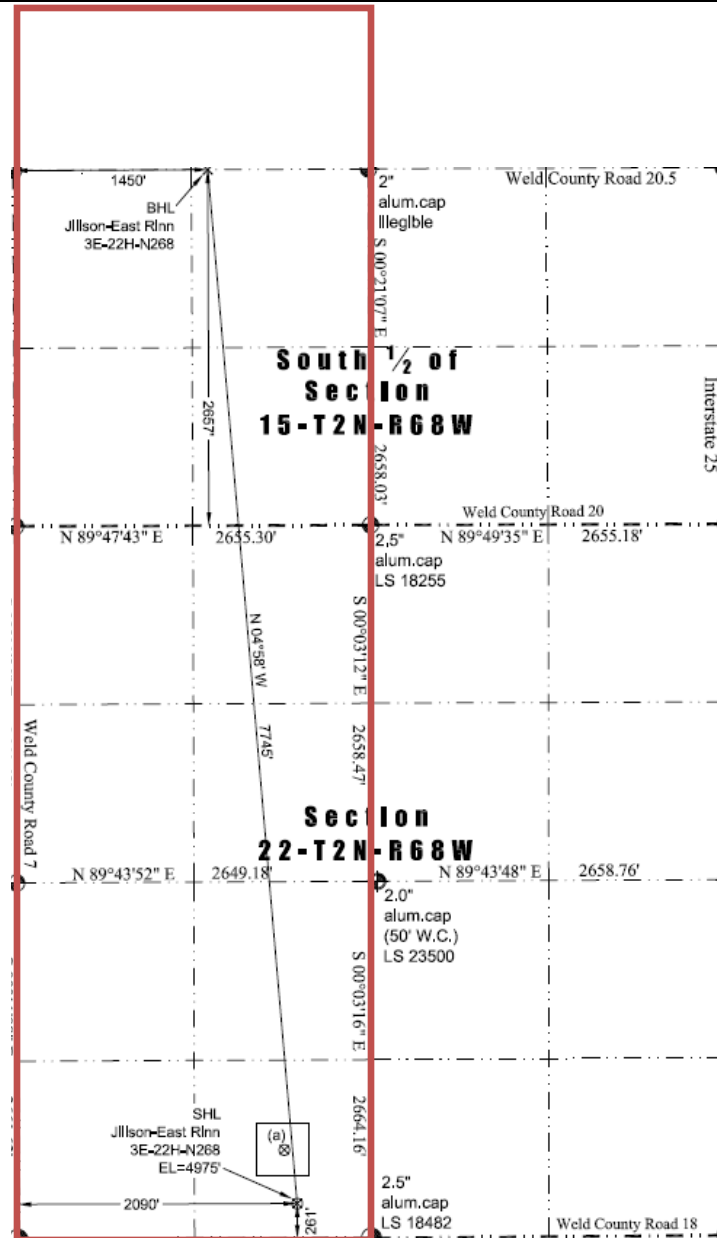 1450'
Weld County Road 20.5
BHL
Jillson-East Rinn
3E-22H-N268
2"
alum.cap
Illegible
S 00°21'07" E
South ½ of
Section
15-T2N-R68W
Interstate 25
2657'
2658.03'
Weld County Road 20
N 89°47'43" E 2655.30'
N 89°49'35" E 2655.18'
2.5"
alum.cap
LS 18255
N 04°58' W
7745'
S 00°03'12" E
2658.47'
Weld County Road 7
Section
22-T2N-R68W
N 89°43'52" E 2649.18'
N 89°43'48" E 2658.76'
2.0"
alum.cap
(50' W.C.)
LS 23500
S 00°03'16" E
2664.16'
SHL
Jillson-East Rinn
3E-22H-N268
EL=4975'
(a)
2090'
261'
2.5"
alum.cap
LS 18482
Weld County Road 18